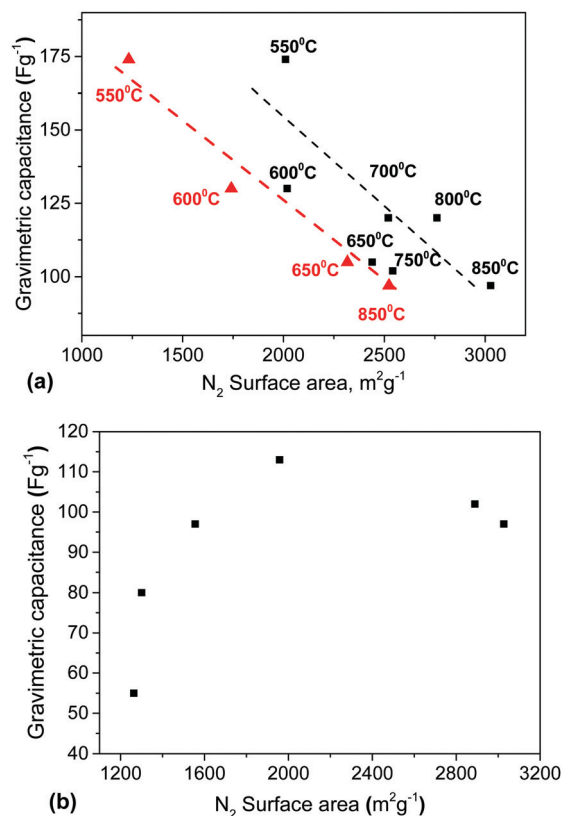 175
150
125
100
Gravimetric capacitance (Fg⁻¹)
550⁰C
550⁰C
600⁰C
600⁰C
700⁰C
800⁰C
650⁰C
650⁰C
750⁰C
850⁰C
850⁰C
1000 1500 2000 2500 3000
(a) N₂ Surface area, m²g⁻¹
120
110
100
90
80
70
60
50
40
Gravimetric capacitance (Fg⁻¹)
1200 1600 2000 2400 2800 3200
(b) N₂ Surface area (m²g⁻¹)